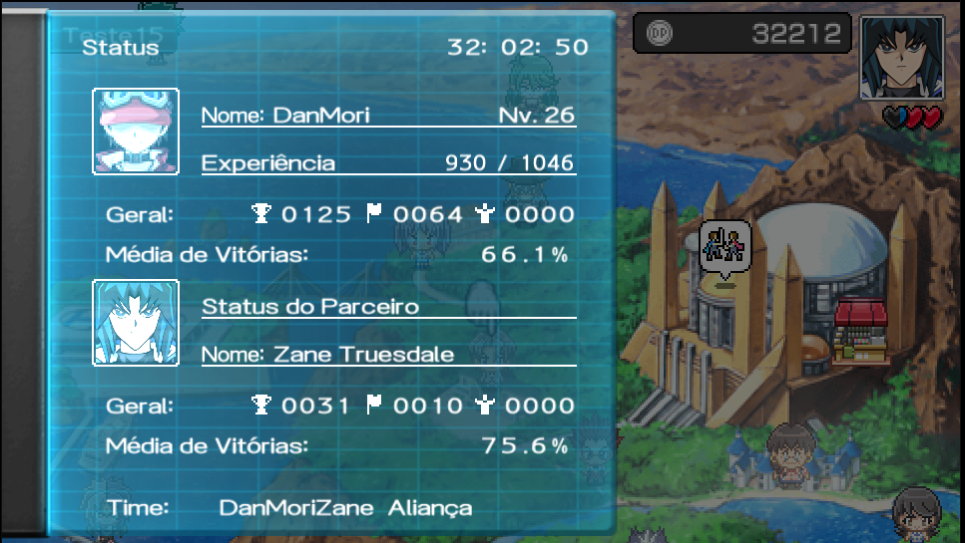 Teste15
Status 32: 02: 50
DP 32212
Nome: DanMori Nv. 26
Experiência 930 / 1046
Geral: 0125 0064 0000
Média de Vitórias: 66.1%
Status do Parceiro
Nome: Zane Truesdale
Geral: 0031 0010 0000
Média de Vitórias: 75.6%
Time: DanMoriZane Aliança